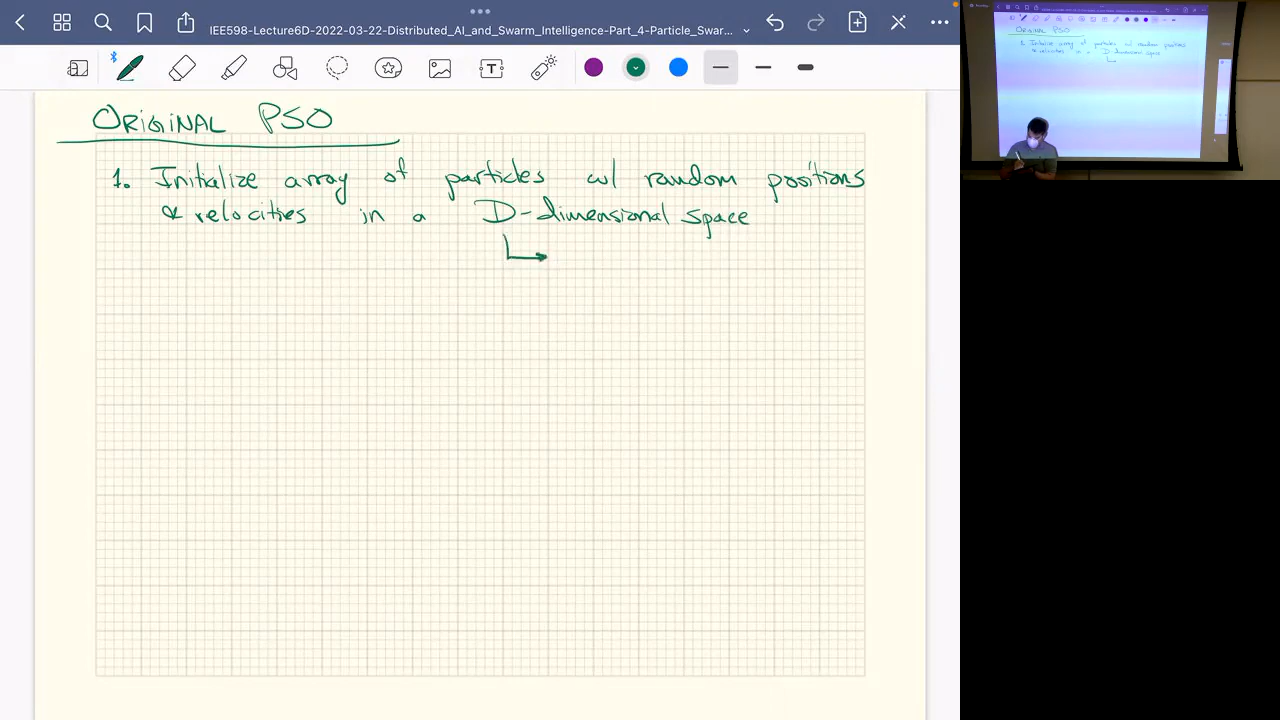 IEE598-Lecture6D-2022-03-22-Distributed_AI_and_Swarm_Intelligence-Part_4-Particle_Swar...
ORIGINAL PSO
1. Initialize array of particles w/ random positions
& velocities in a D-dimensional space